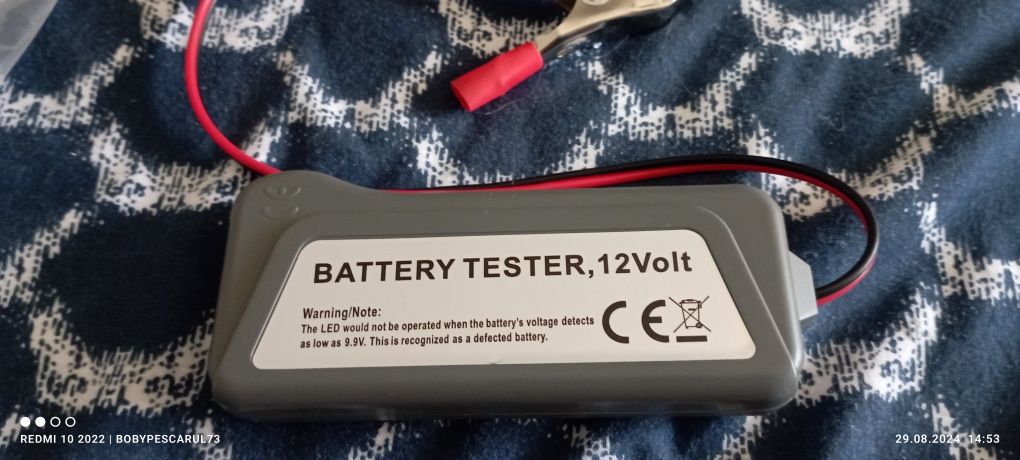 BATTERY TESTER,12Volt
Warning/Note:
The LED would not be operated when the battery's voltage detects
as low as 9.9V. This is recognized as a defected battery.
CE
REDMI 10 2022 | BOBYPESCARUL73
29.08.2024 14:53